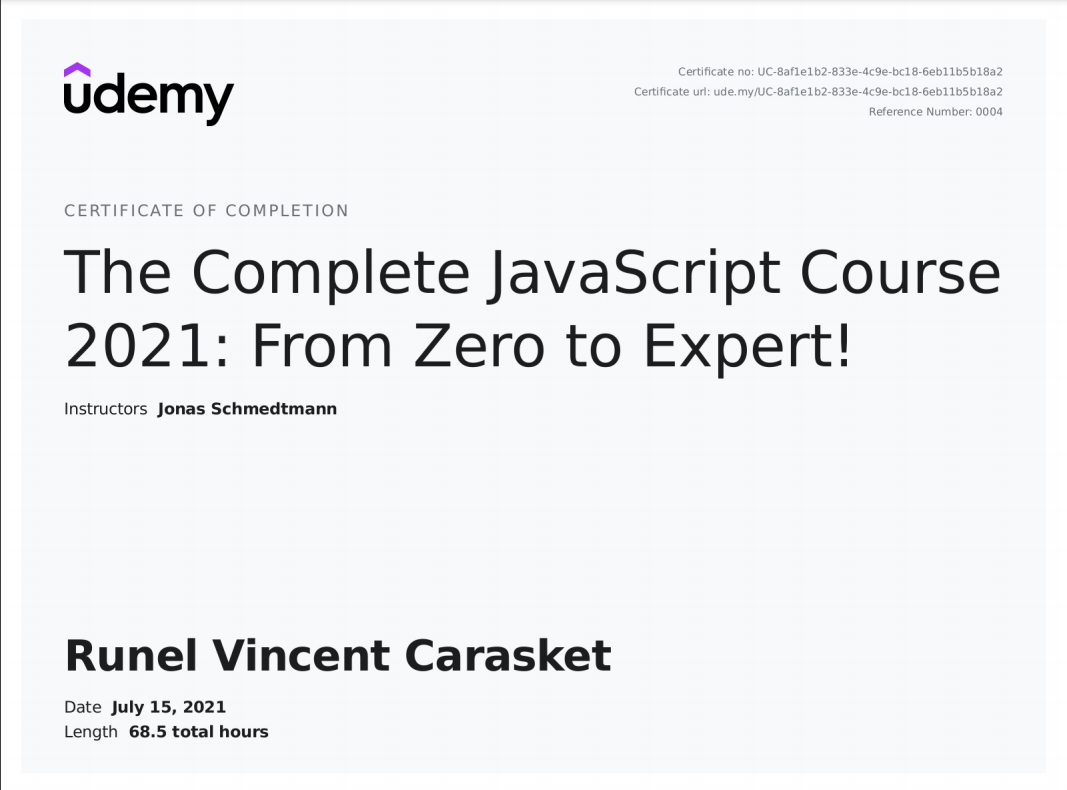 udemy
Certificate no: UC-8af1e1b2-833e-4c9e-bc18-6eb11b5b18a2
Certificate url: ude.my/UC-8af1e1b2-833e-4c9e-bc18-6eb11b5b18a2
Reference Number: 0004
CERTIFICATE OF COMPLETION
The Complete JavaScript Course
2021: From Zero to Expert!
Instructors Jonas Schmedtmann
Runel Vincent Carasket
Date July 15, 2021
Length 68.5 total hours